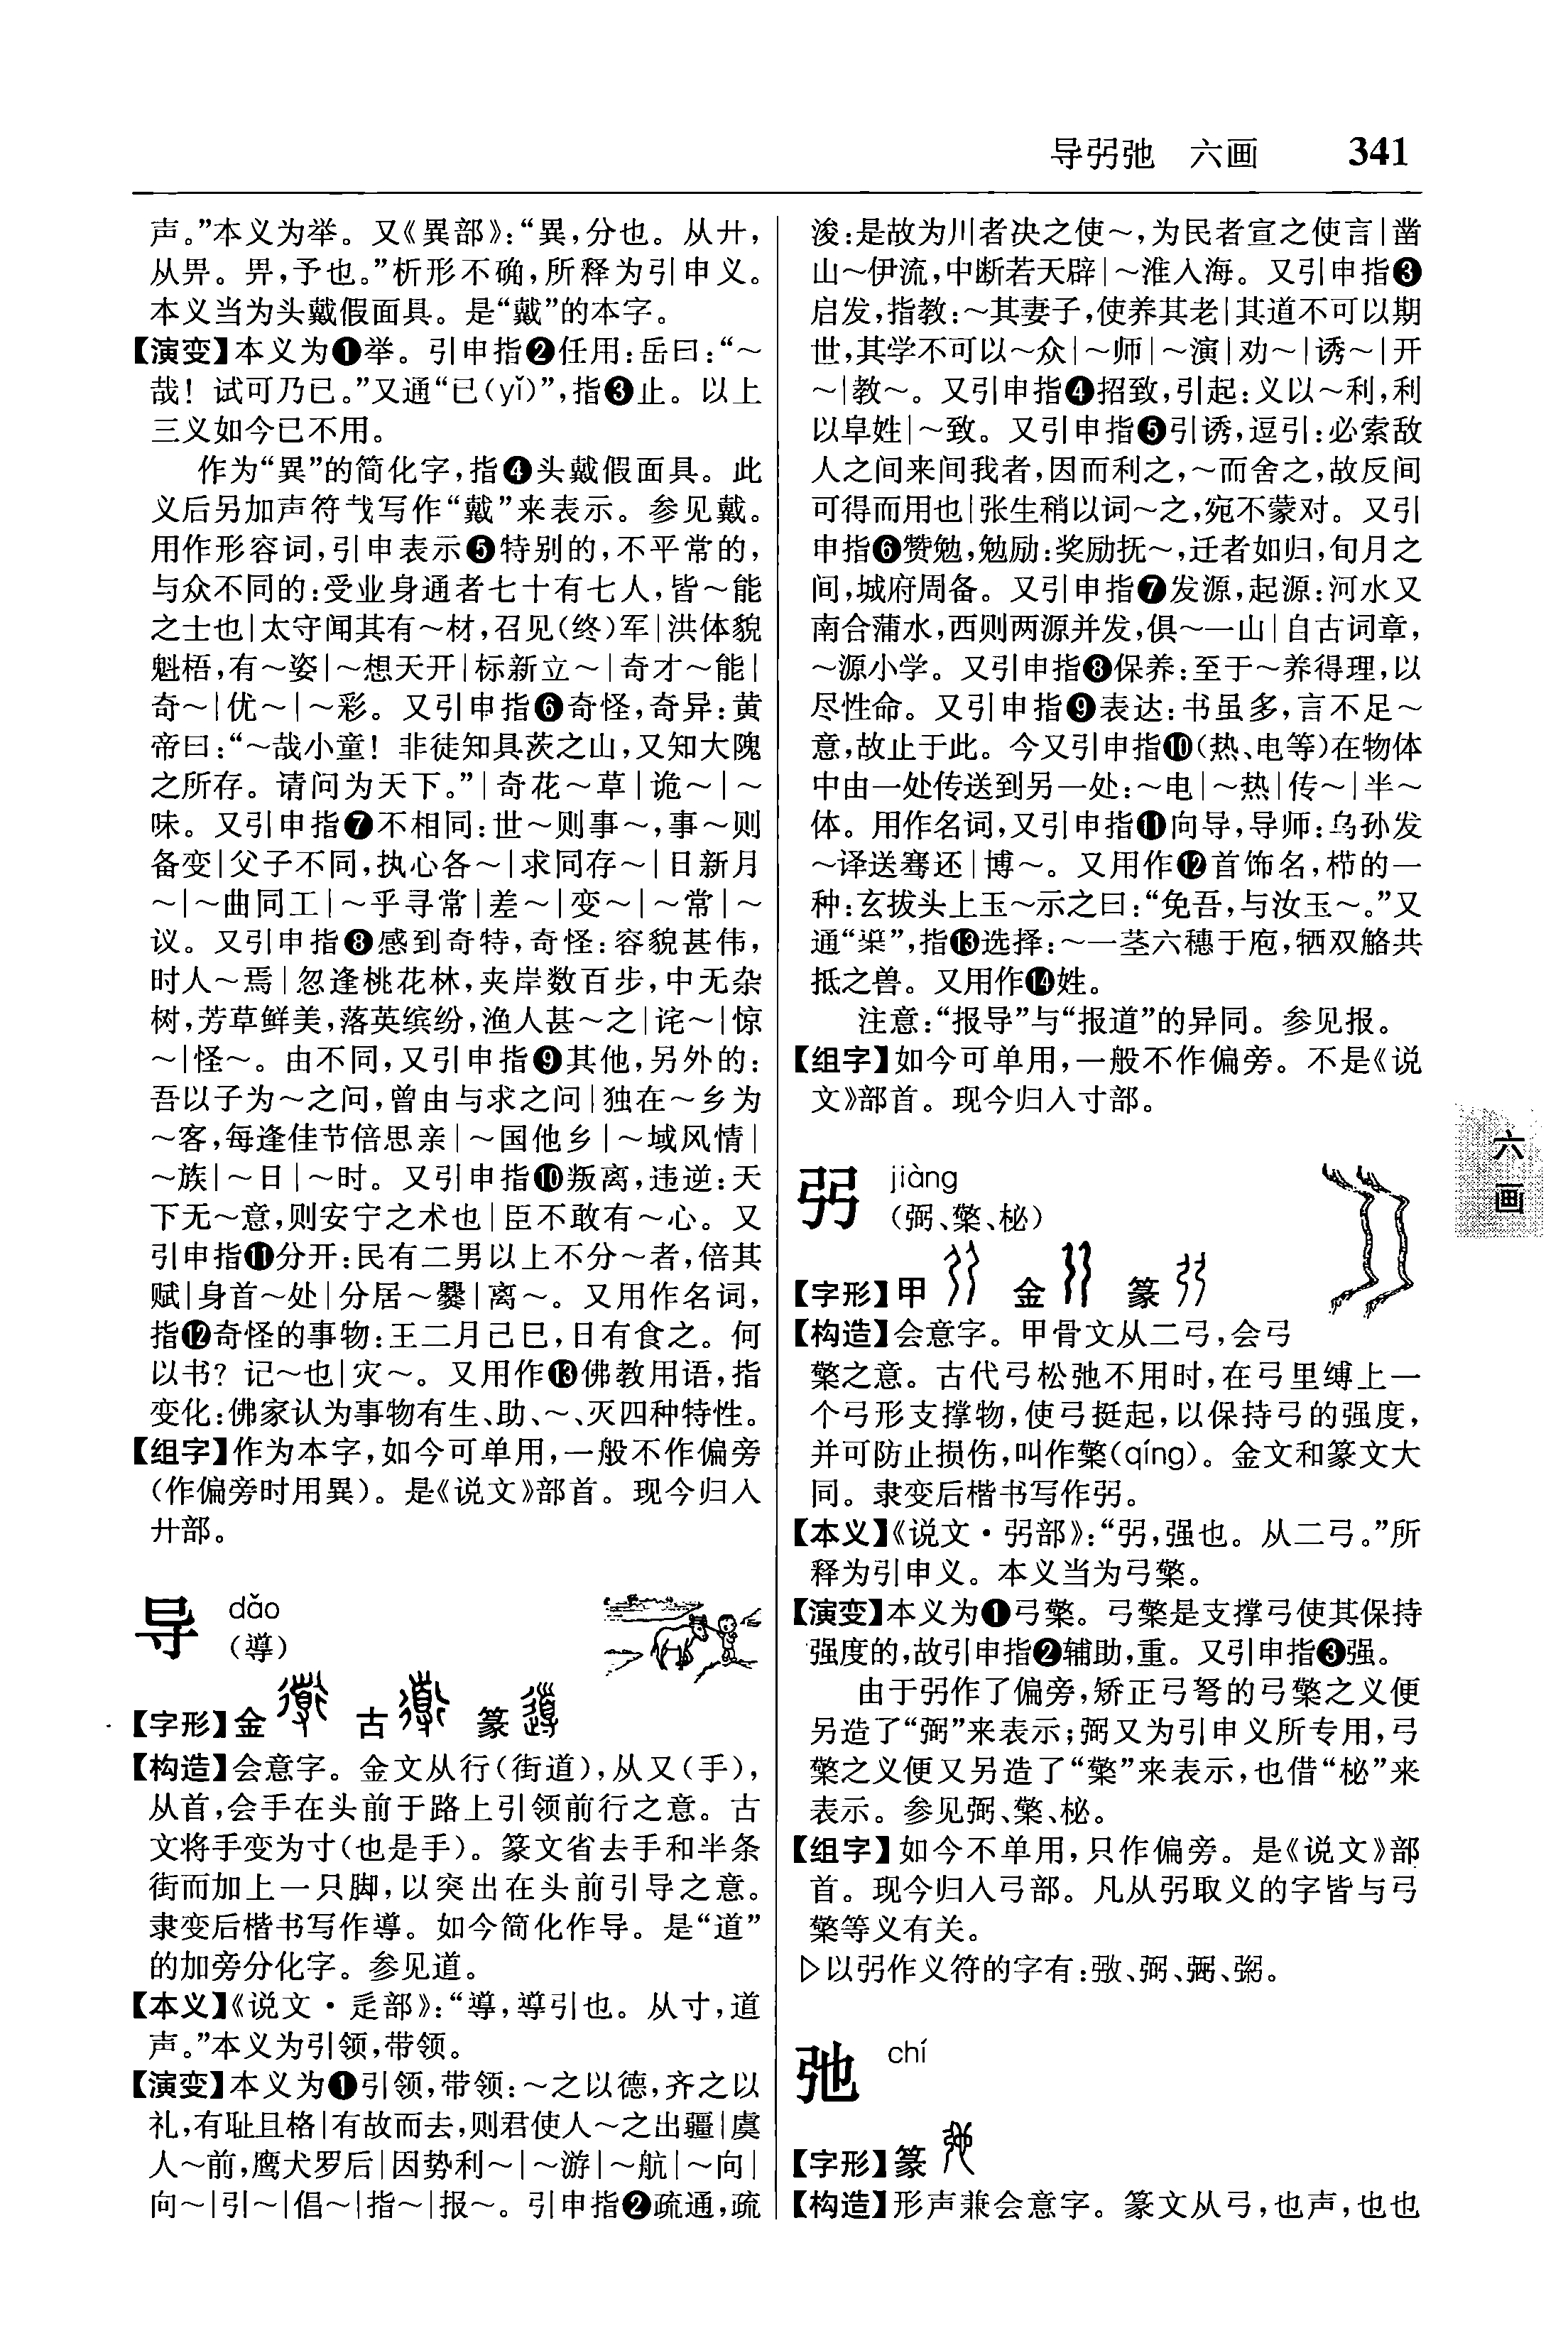 导弜弛　六画　341
声。”本义为举。又《異部》：“異，分也。从廾，
从畀。畀，予也。”析形不确，所释为引申义。
本义当为头戴假面具。是“戴”的本字。
【演变】本义为❶举。引申指❷任用：岳曰：“～
哉！试可乃已。”又通“已(yǐ)”，指❸止。以上
三义如今已不用。
作为“異”的简化字，指❹头戴假面具。此
义后另加声符𢦏写作“戴”来表示。参见戴。
用作形容词，引申表示❺特别的，不平常的，
与众不同的：受业身通者七十有七人，皆～能
之士也|太守闻其有～材，召见(终)军|洪体貌
魁梧，有～姿|～想天开|标新立～|奇才～能|
奇～|优～|～彩。又引申指❻奇怪，奇异：黄
帝曰：“～哉小童！非徒知具茨之山，又知大隗
之所存。请问为天下。”|奇花～草|诡～|～
味。又引申指❼不相同：世～则事～，事～则
备变|父子不同，执心各～|求同存～|日新月
～|～曲同工|～乎寻常|差～|变～|～常|～
议。又引申指❽感到奇特，奇怪：容貌甚伟，
时人～焉|忽逢桃花林，夹岸数百步，中无杂
树，芳草鲜美，落英缤纷，渔人甚～之|诧～|惊
～|怪～。由不同，又引申指❾其他，另外的：
吾以子为～之问，曾由与求之问|独在～乡为
～客，每逢佳节倍思亲|～国他乡|～域风情|
～族|～日|～时。又引申指❿叛离，违逆：天
下无～意，则安宁之术也|臣不敢有～心。又
引申指⓫分开：民有二男以上不分～者，倍其
赋|身首～处|分居～爨|离～。又用作名词，
指⓬奇怪的事物：王二月己巳，日有食之。何
以书？记～也|灾～。又用作⓭佛教用语，指
变化：佛家认为事物有生、助、～、灭四种特性。
【组字】作为本字，如今可单用，一般不作偏旁
(作偏旁时用異)。是《说文》部首。现今归入
廾部。
导　dǎo
(導)
【字形】金　古　篆
【构造】会意字。金文从行(街道)，从又(手)，
从首，会手在头前于路上引领前行之意。古
文将手变为寸(也是手)。篆文省去手和半条
街而加上一只脚，以突出在头前引导之意。
隶变后楷书写作導。如今简化作导。是“道”
的加旁分化字。参见道。
【本义】《说文·辵部》：“導，導引也。从寸，道
声。”本义为引领，带领。
【演变】本义为❶引领，带领：～之以德，齐之以
礼，有耻且格|有故而去，则君使人～之出疆|虞
人～前，鹰犬罗后|因势利～|～游|～航|～向|
向～|引～|倡～|指～|报～。引申指❷疏通，疏
浚：是故为川者决之使～，为民者宣之使言|凿
山～伊流，中断若天辟|～淮入海。又引申指❸
启发，指教：～其妻子，使养其老|其道不可以期
世，其学不可以～众|～师|～演|劝～|诱～|开
～|教～。又引申指❹招致，引起：义以～利，利
以阜姓|～致。又引申指❺引诱，逗引：必索敌
人之间来间我者，因而利之，～而舍之，故反间
可得而用也|张生稍以词～之，宛不蒙对。又引
申指❻赞勉，勉励：奖励抚～，迁者如归，旬月之
间，城府周备。又引申指❼发源，起源：河水又
南合蒲水，西则两源并发，俱～一山|自古词章，
～源小学。又引申指❽保养：至于～养得理，以
尽性命。又引申指❾表达：书虽多，言不足～
意，故止于此。今又引申指❿(热、电等)在物体
中由一处传送到另一处：～电|～热|传～|半～
体。用作名词，又引申指⓫向导，导师：乌孙发
～译送骞还|博～。又用作⓬首饰名，栉的一
种：玄拔头上玉～示之曰：“免吾，与汝玉～。”又
通“䆃”，指⓭选择：～一茎六穗于庖，牺双觡共
抵之兽。又用作⓮姓。
注意：“报导”与“报道”的异同。参见报。
【组字】如今可单用，一般不作偏旁。不是《说
文》部首。现今归入寸部。
弜　jiàng
(弼、檠、柲)
【字形】甲　金　篆
【构造】会意字。甲骨文从二弓，会弓
檠之意。古代弓松弛不用时，在弓里缚上一
个弓形支撑物，使弓挺起，以保持弓的强度，
并可防止损伤，叫作檠(qíng)。金文和篆文大
同。隶变后楷书写作弜。
【本义】《说文·弜部》：“弜，强也。从二弓。”所
释为引申义。本义当为弓檠。
【演变】本义为❶弓檠。弓檠是支撑弓使其保持
强度的，故引申指❷辅助，重。又引申指❸强。
由于弜作了偏旁，矫正弓弩的弓檠之义便
另造了“弼”来表示；弼又为引申义所专用，弓
檠之义便又另造了“檠”来表示，也借“柲”来
表示。参见弼、檠、柲。
【组字】如今不单用，只作偏旁。是《说文》部
首。现今归入弓部。凡从弜取义的字皆与弓
檠等义有关。
▷以弜作义符的字有：弼、粥。
弛　chí
【字形】篆
【构造】形声兼会意字。篆文从弓，也声，也也
六
画